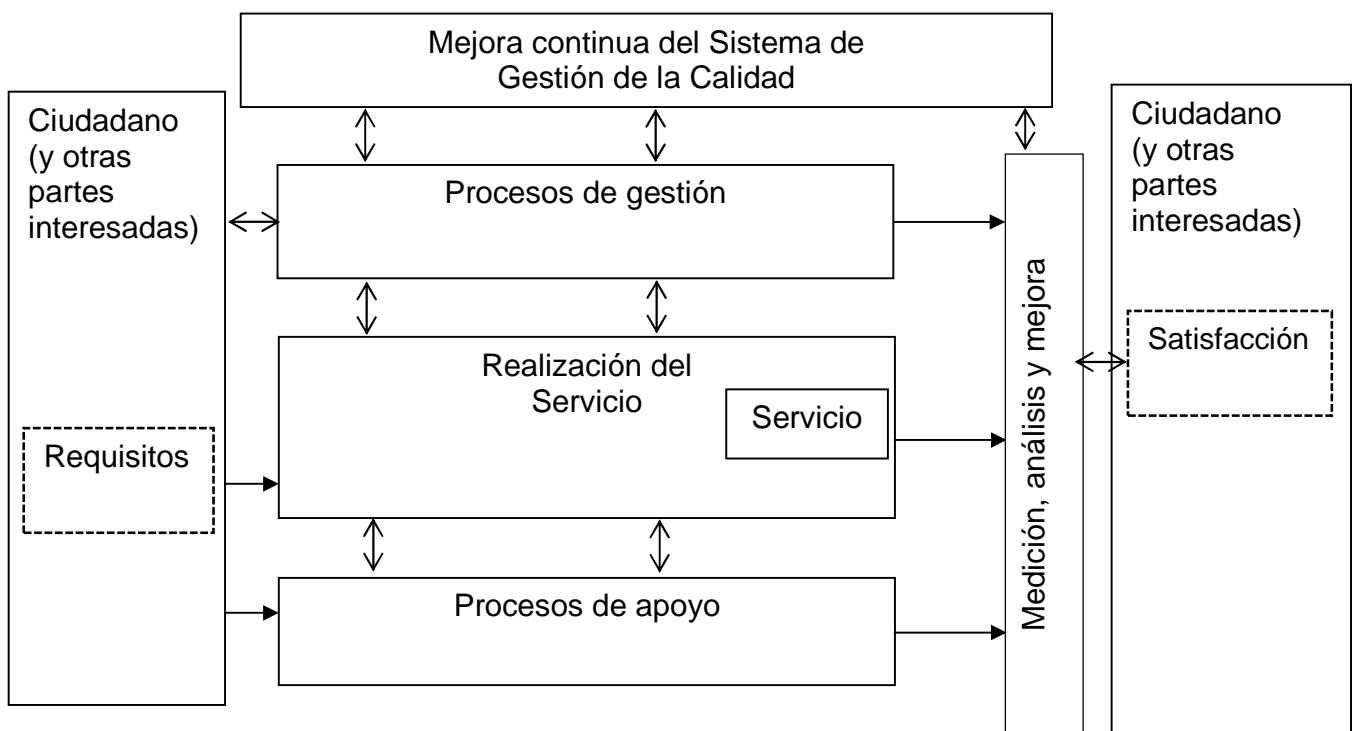 Mejora continua del Sistema de
Gestión de la Calidad
Ciudadano
(y otras
partes
interesadas)
Requisitos
Procesos de gestión
Realización del
Servicio
Servicio
Procesos de apoyo
Medición, análisis y mejora
Ciudadano
(y otras
partes
interesadas)
Satisfacción